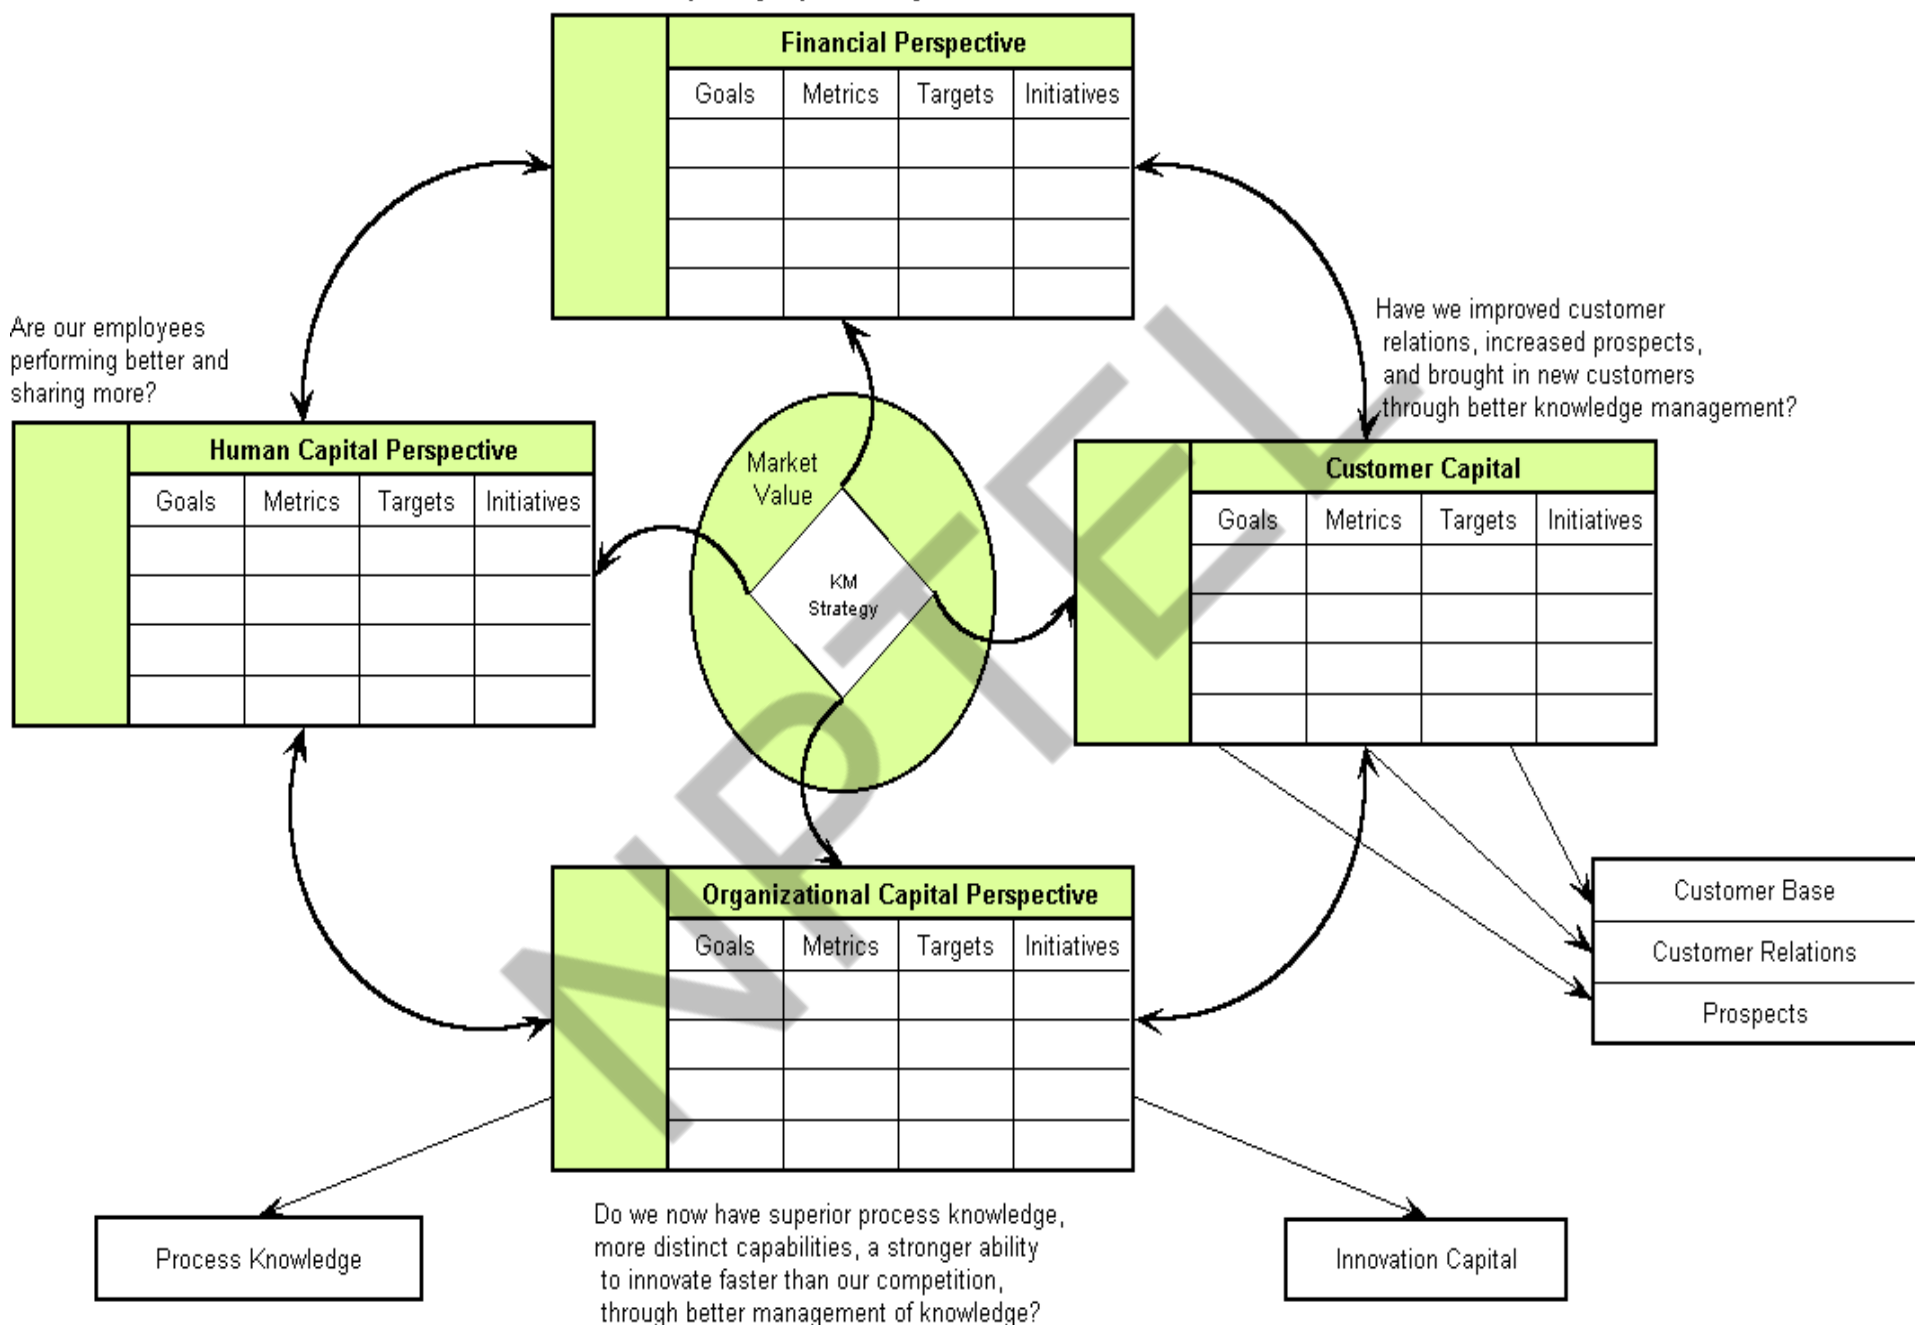 Financial Perspective
Goals Metrics Targets Initiatives
Are our employees
performing better and
sharing more?
Have we improved customer
relations, increased prospects,
and brought in new customers
through better knowledge management?
Human Capital Perspective
Goals Metrics Targets Initiatives
Market
Value
KM
Strategy
Customer Capital
Goals Metrics Targets Initiatives
Organizational Capital Perspective
Goals Metrics Targets Initiatives
Customer Base
Customer Relations
Prospects
Process Knowledge
Do we now have superior process knowledge,
more distinct capabilities, a stronger ability
to innovate faster than our competition,
through better management of knowledge?
Innovation Capital
NPTEL